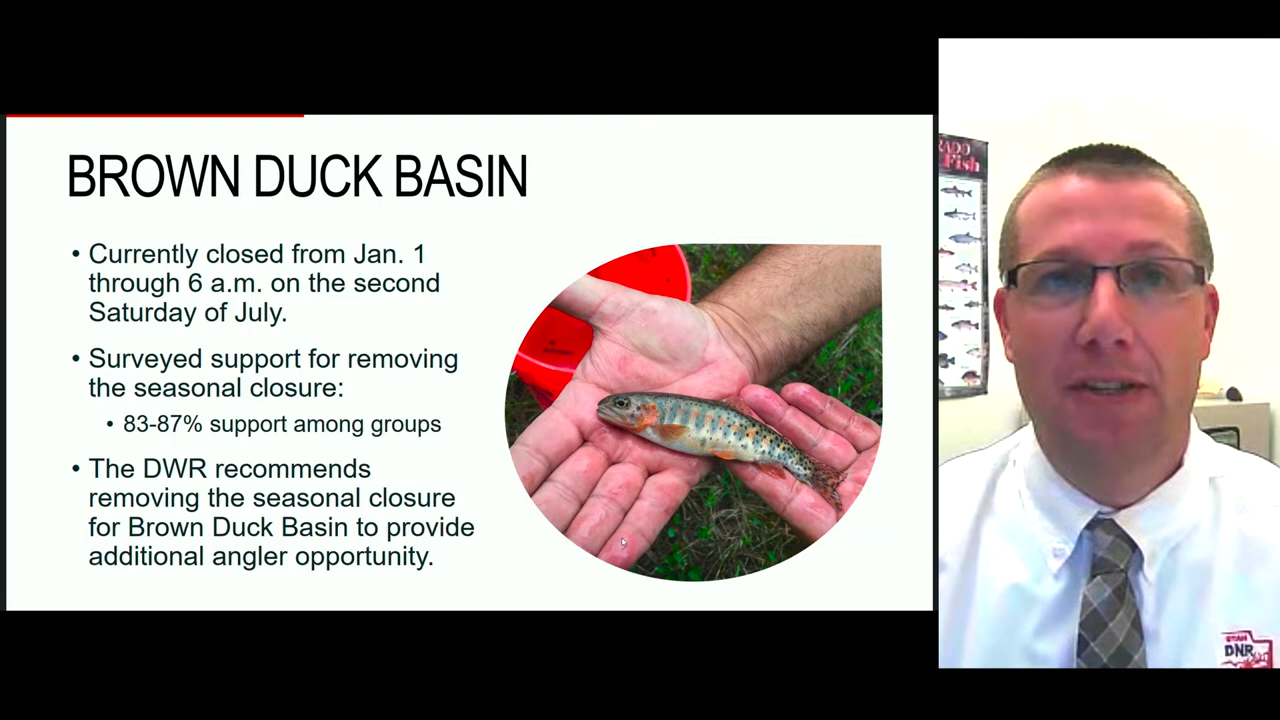 BROWN DUCK BASIN
• Currently closed from Jan. 1
through 6 a.m. on the second
Saturday of July.
• Surveyed support for removing
the seasonal closure:
• 83-87% support among groups
• The DWR recommends
removing the seasonal closure
for Brown Duck Basin to provide
additional angler opportunity.
RADO
Fish
UTAH
DNR